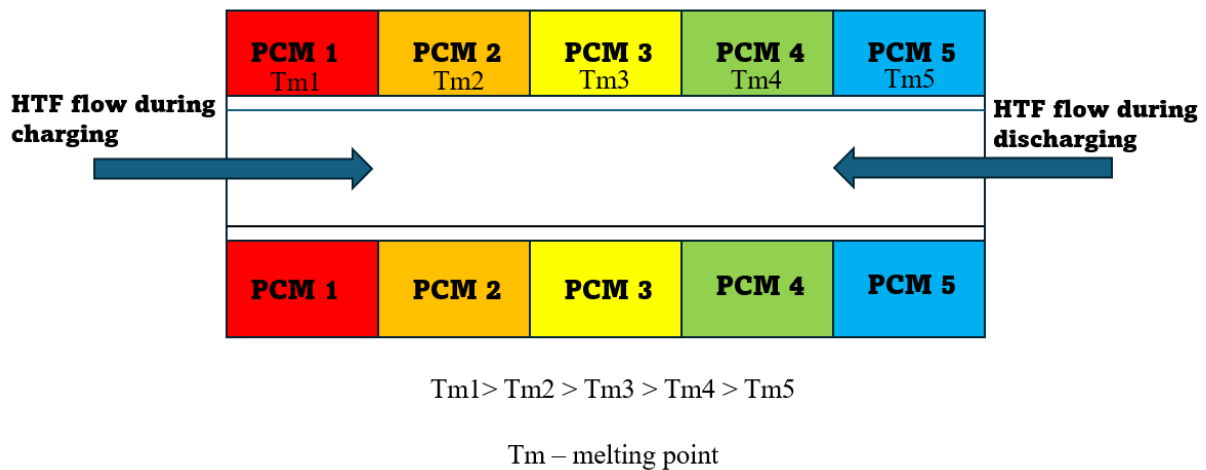 PCM 1 PCM 2 PCM 3 PCM 4 PCM 5
Tm1 Tm2 Tm3 Tm4 Tm5
HTF flow during
charging
HTF flow during
discharging
PCM 1 PCM 2 PCM 3 PCM 4 PCM 5
Tm1> Tm2 > Tm3 > Tm4 > Tm5
Tm – melting point